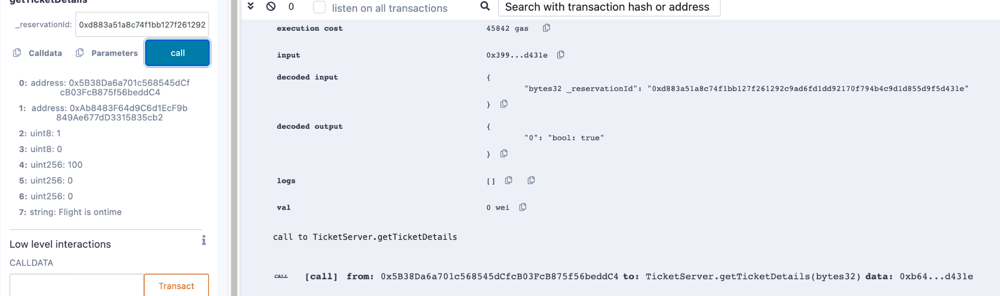 getTicketDetails
_reservationId: 0xd883a51a8c74f1bb127f261292
Calldata Parameters call
0: address: 0x5B38Da6a701c568545dCf
cB03FcB875f56beddC4
1: address: 0xAb8483F64d9C6d1EcF9b
849Ae677dD3315835cb2
2: uint8: 1
3: uint8: 0
4: uint256: 100
5: uint256: 0
6: uint256: 0
7: string: Flight is ontime
Low level interactions i
CALLDATA
Transact
0 listen on all transactions Search with transaction hash or address
execution cost 45842 gas
input 0x399...d431e
decoded input {
"bytes32 _reservationId": "0xd883a51a8c74f1bb127f261292c9ad6fd1dd92170f794b4c9d1d855d9f5d431e"
}
decoded output {
"0": "bool: true"
}
logs []
val 0 wei
call to TicketServer.getTicketDetails
CALL [call] from: 0x5B38Da6a701c568545dCfcB03FcB875f56beddC4 to: TicketServer.getTicketDetails(bytes32) data: 0xb64...d431e